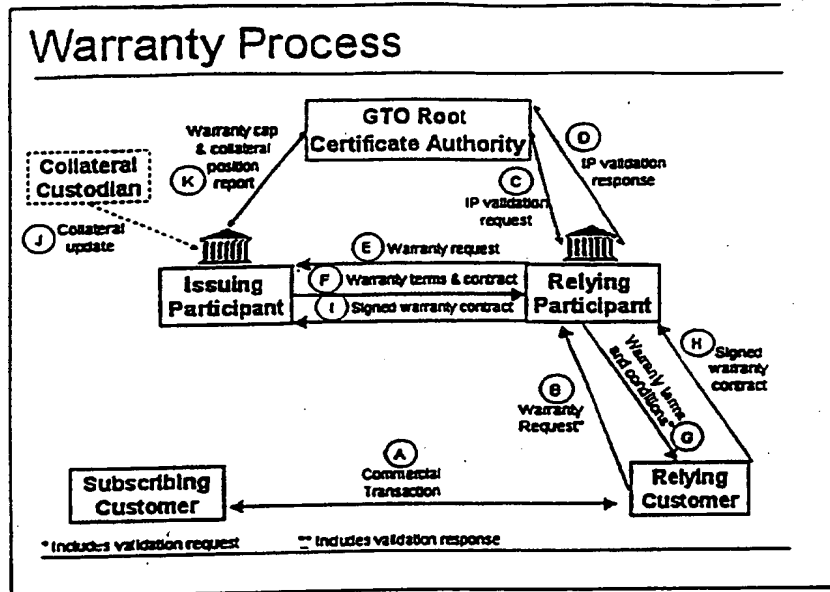 Warranty Process
GTO Root
Certificate Authority
Warranty cap
& collateral
position
report
K
D
IP validation
response
C
IP validation
request
Collateral
Custodian
J
Collateral
update
E
Warranty request
F
Warranty terms & contract
I
Signed warranty contract
Issuing
Participant
Relying
Participant
H
Signed
warranty
contract
Warranty terms
and conditions**
G
B
Warranty
Request*
A
Commercial
Transaction
Subscribing
Customer
Relying
Customer
* Includes validation request
** Includes validation response